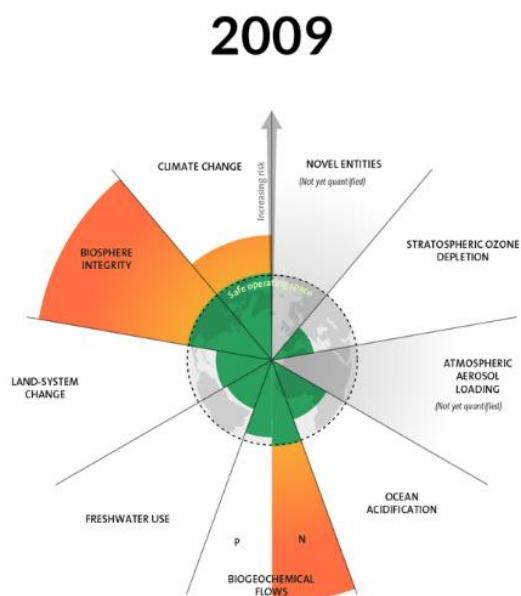 2009
CLIMATE CHANGE
Increasing risk
NOVEL ENTITIES
(Not yet quantified)
STRATOSPHERIC OZONE
DEPLETION
BIOSPHERE
INTEGRITY
Safe operating space
ATMOSPHERIC
AEROSOL
LOADING
(Not yet quantified)
LAND-SYSTEM
CHANGE
OCEAN
ACIDIFICATION
FRESHWATER USE
P
N
BIOGEOCHEMICAL
FLOWS